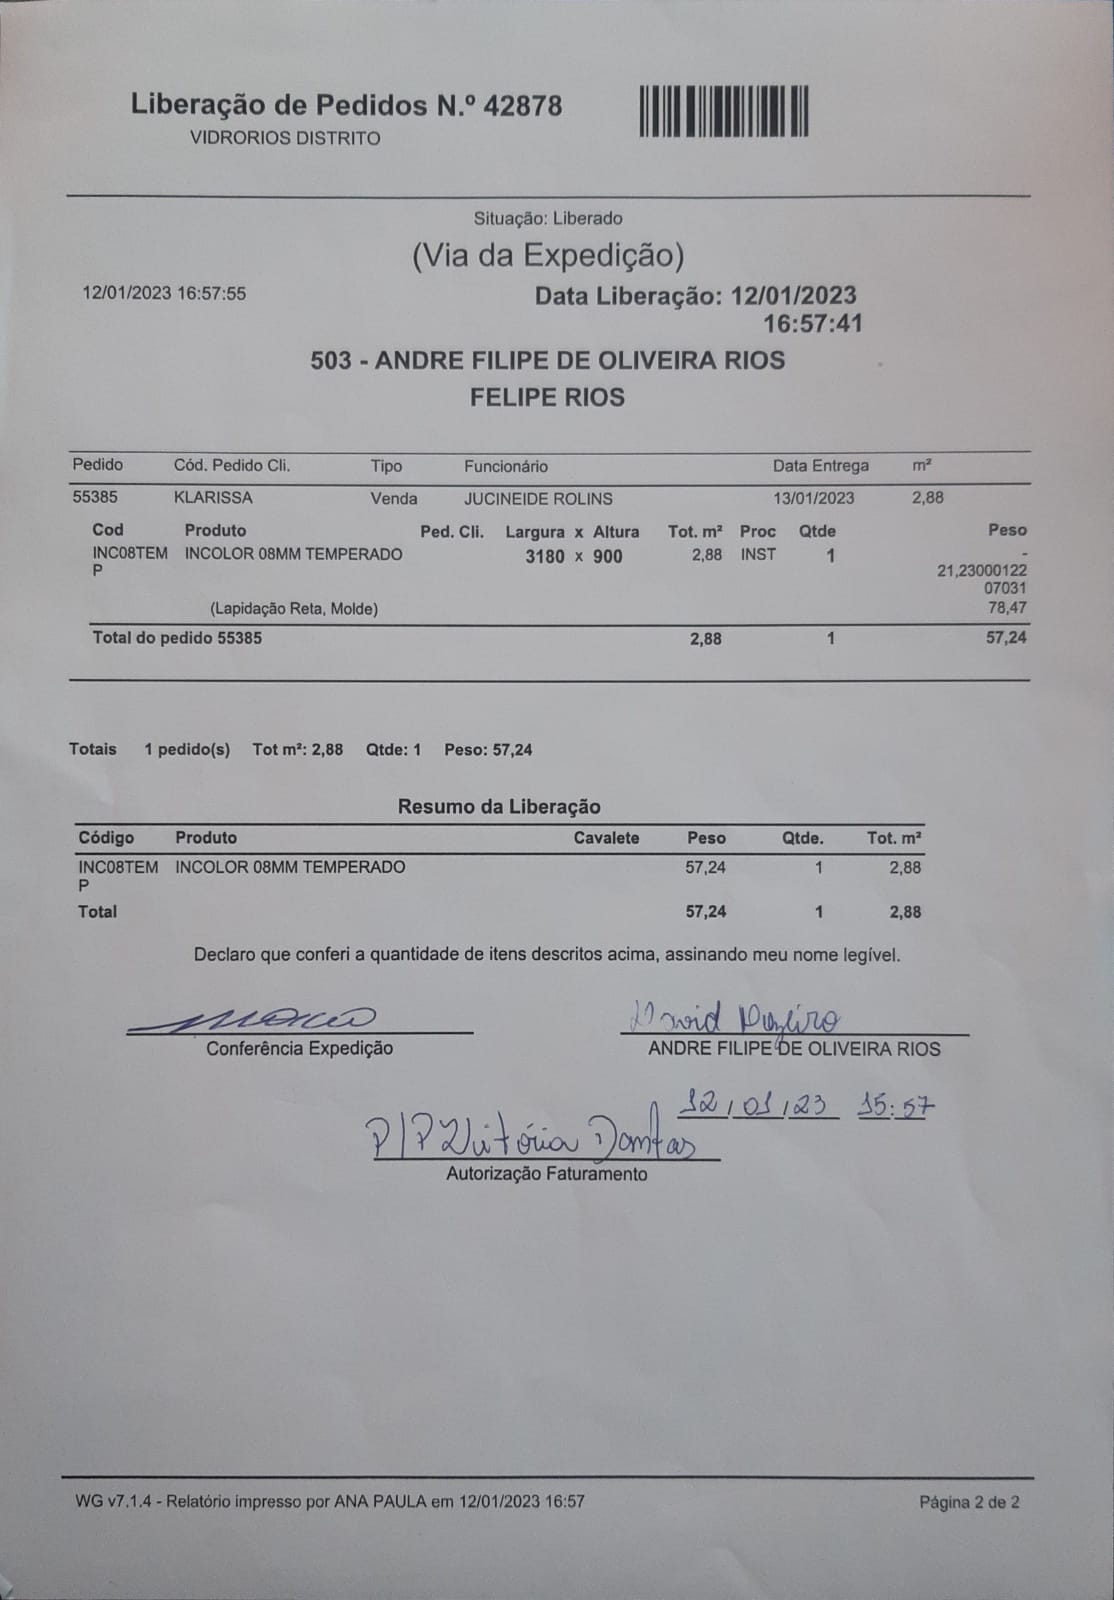 Liberação de Pedidos N.º 42878
VIDRORIOS DISTRITO
Situação: Liberado
(Via da Expedição)
12/01/2023 16:57:55
Data Liberação: 12/01/2023
16:57:41
503 - ANDRE FILIPE DE OLIVEIRA RIOS
FELIPE RIOS
Pedido Cód. Pedido Cli. Tipo Funcionário Data Entrega m²
55385 KLARISSA Venda JUCINEIDE ROLINS 13/01/2023 2,88
Cod Produto Ped. Cli. Largura x Altura Tot. m² Proc Qtde Peso
INC08TEM INCOLOR 08MM TEMPERADO 3180 x 900 2,88 INST 1 -
P 21,23000122
07031
(Lapidação Reta, Molde) 78,47
Total do pedido 55385 2,88 1 57,24
Totais 1 pedido(s) Tot m²: 2,88 Qtde: 1 Peso: 57,24
Resumo da Liberação
Código Produto Cavalete Peso Qtde. Tot. m²
INC08TEM INCOLOR 08MM TEMPERADO 57,24 1 2,88
P
Total 57,24 1 2,88
Declaro que conferi a quantidade de itens descritos acima, assinando meu nome legível.
David
Conferência Expedição ANDRE FILIPE DE OLIVEIRA RIOS
12/01/23 15:57
P/P Vitória Dantas
Autorização Faturamento
WG v7.1.4 - Relatório impresso por ANA PAULA em 12/01/2023 16:57 Página 2 de 2